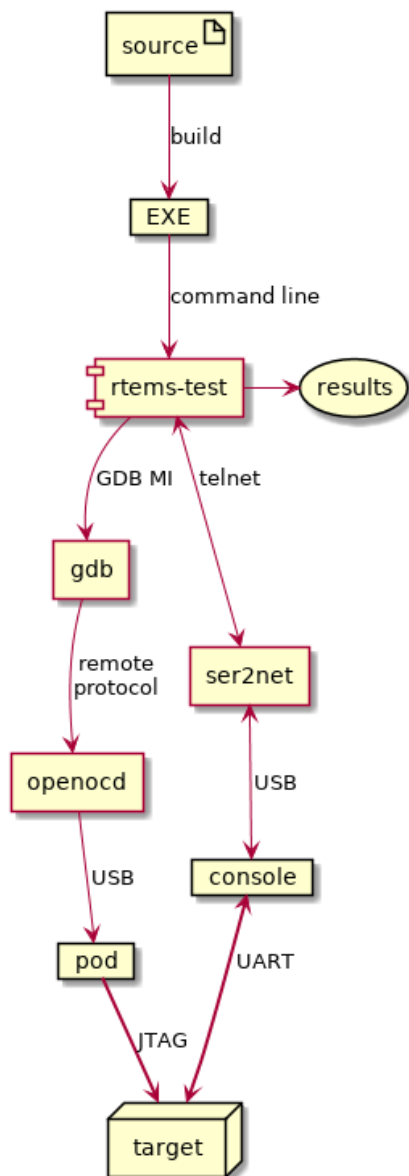 source
build
EXE
command line
rtems-test
results
GDB MI
telnet
gdb
remote
protocol
ser2net
openocd
USB
USB
console
pod
UART
JTAG
target